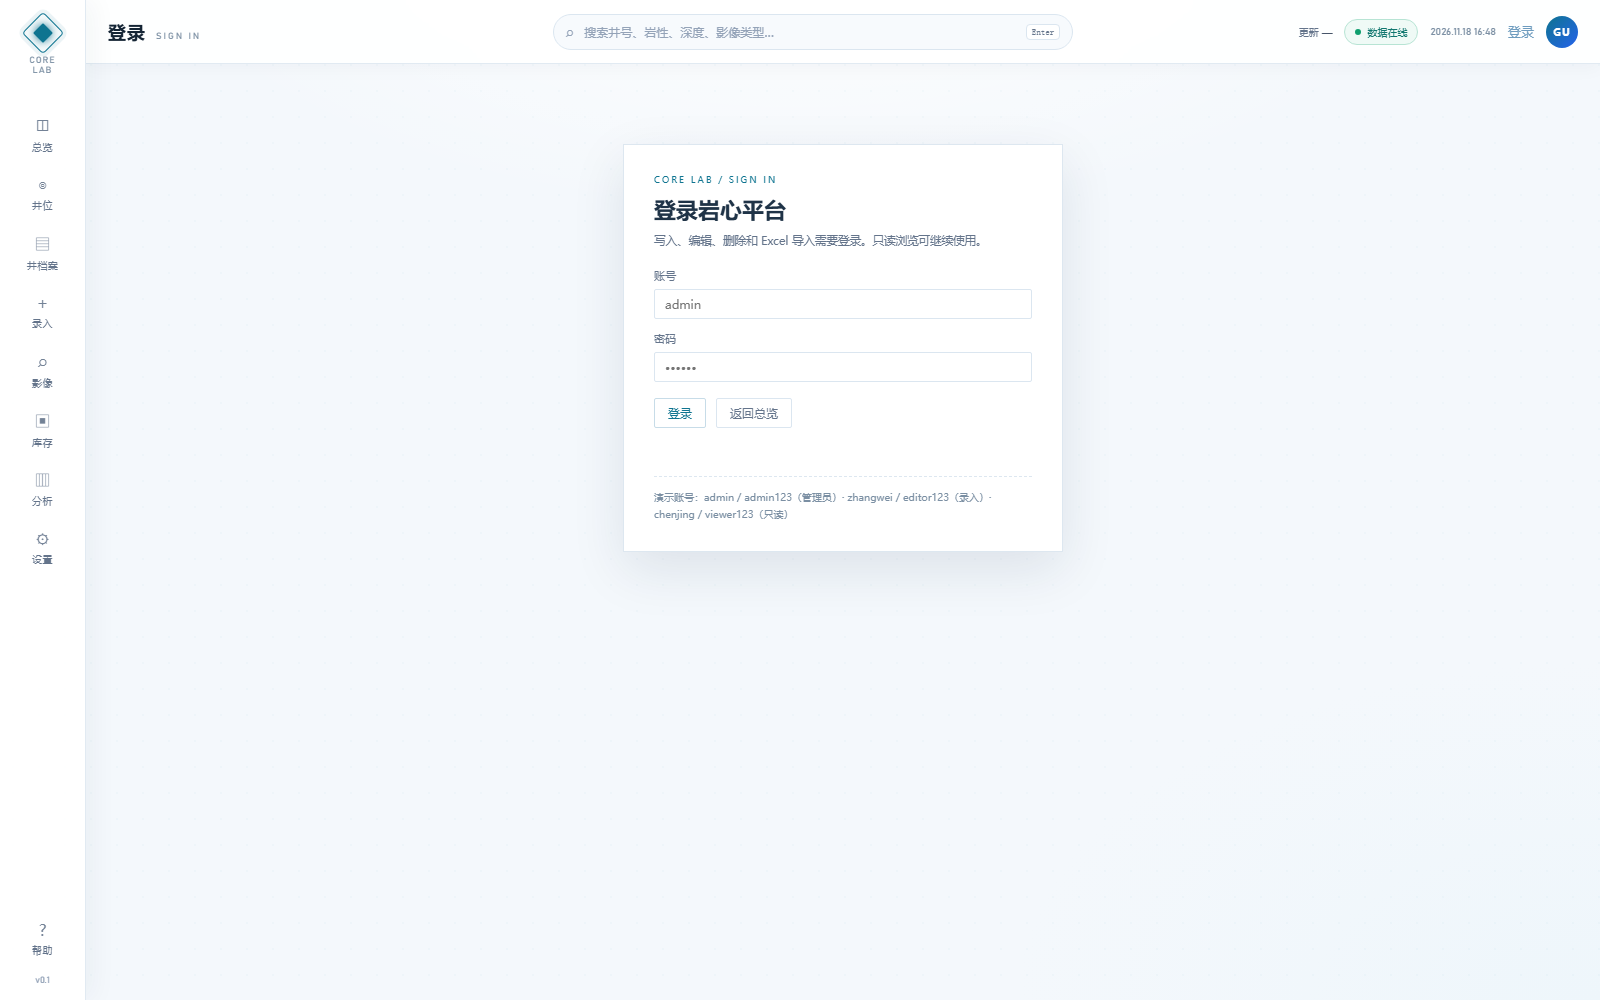 CORE
LAB
总览
井位
井档案
录入
影像
库存
分析
设置
帮助
v0.1
登录 SIGN IN
搜索井号、岩性、深度、影像类型... Enter
更新 — 数据在线 2026.11.18 16:48 登录 GU
CORE LAB / SIGN IN
登录岩心平台
写入、编辑、删除和 Excel 导入需要登录。只读浏览可继续使用。
账号
admin
密码
••••••
登录 返回总览
演示账号：admin / admin123（管理员）· zhangwei / editor123（录入）·
chenjing / viewer123（只读）